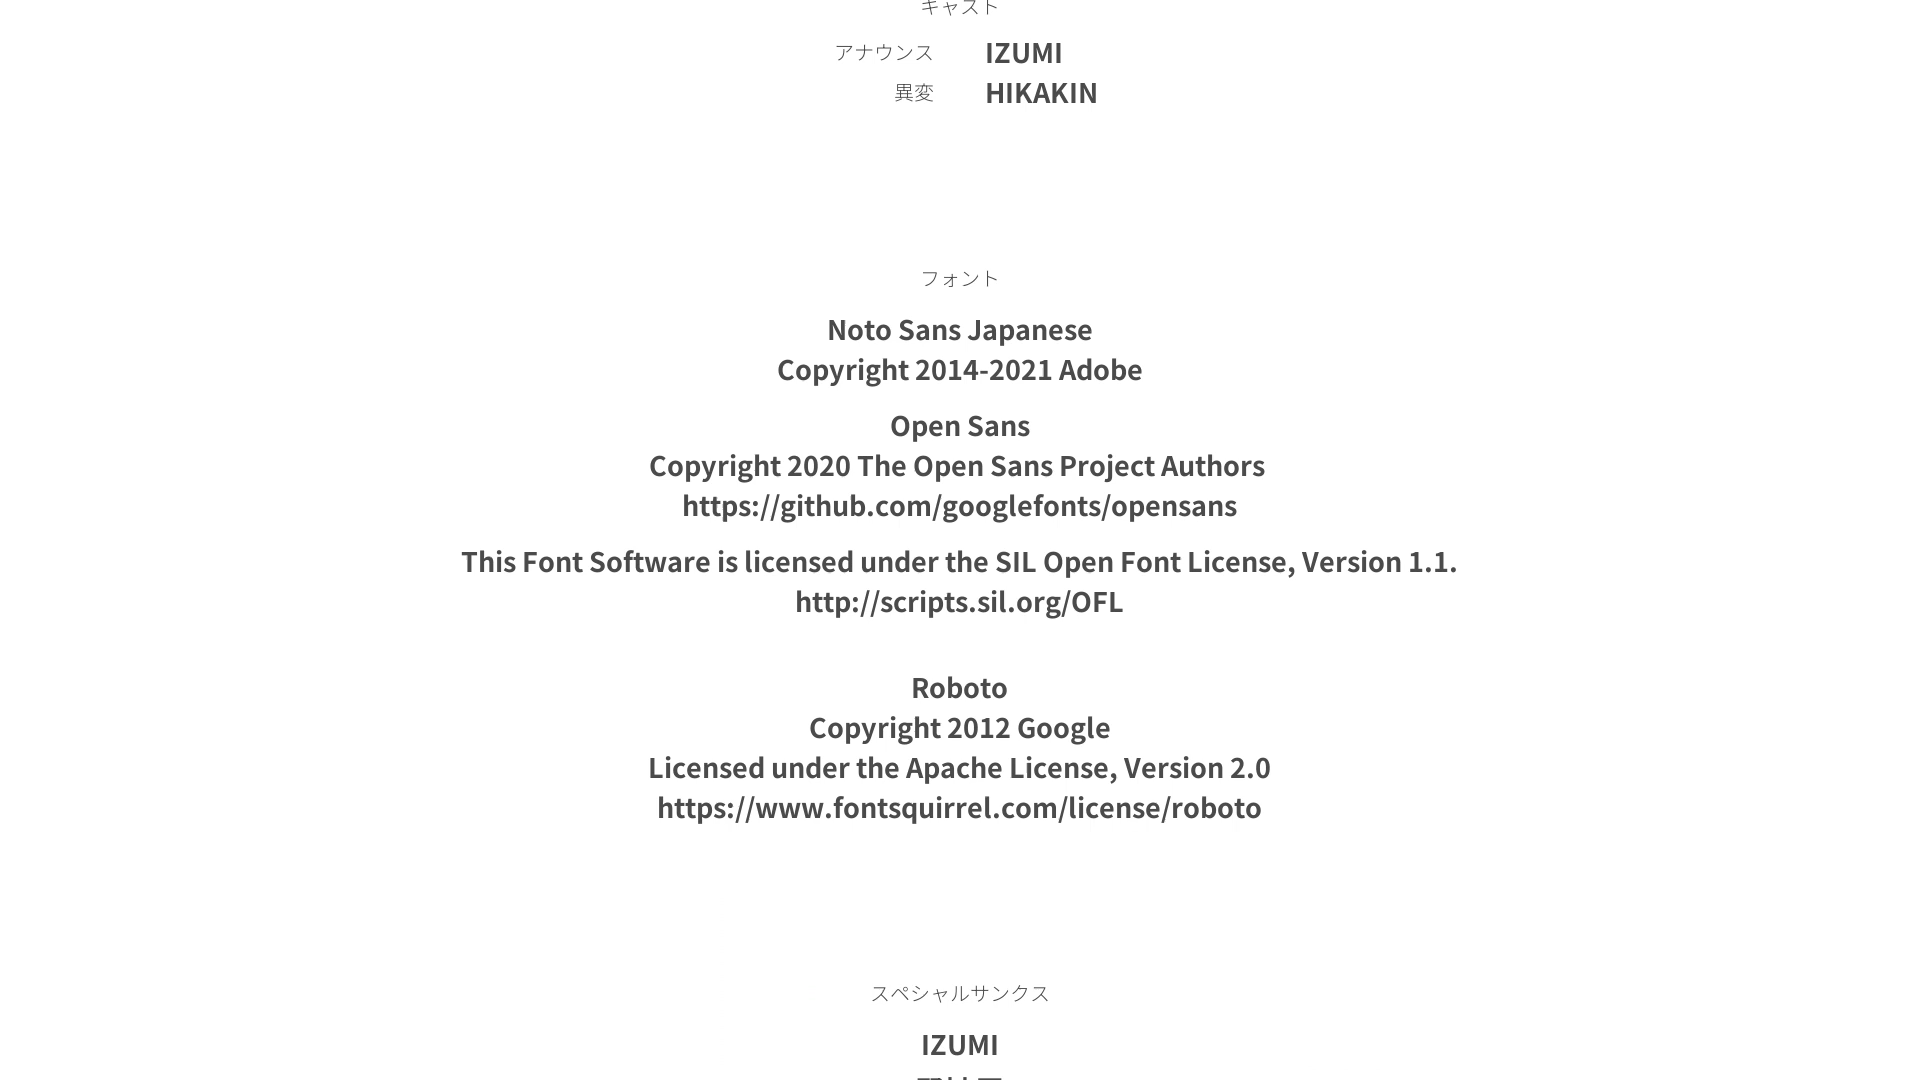 キャスト
アナウンス IZUMI
異変 HIKAKIN
フォント
Noto Sans Japanese
Copyright 2014-2021 Adobe
Open Sans
Copyright 2020 The Open Sans Project Authors
https://github.com/googlefonts/opensans
This Font Software is licensed under the SIL Open Font License, Version 1.1.
http://scripts.sil.org/OFL
Roboto
Copyright 2012 Google
Licensed under the Apache License, Version 2.0
https://www.fontsquirrel.com/license/roboto
スペシャルサンクス
IZUMI